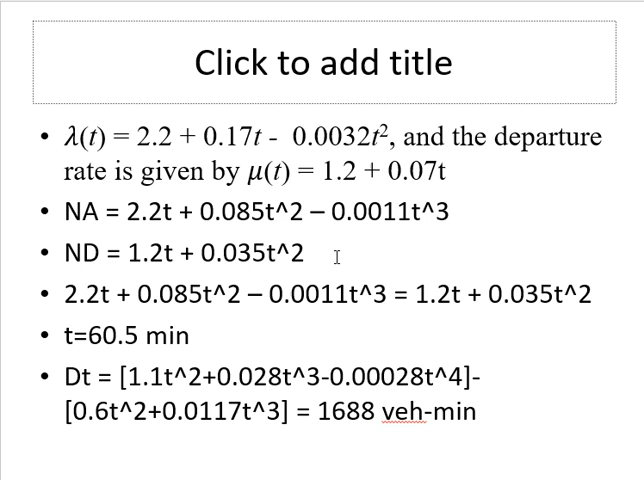 Click to add title
• λ(t) = 2.2 + 0.17t - 0.0032t², and the departure
rate is given by μ(t) = 1.2 + 0.07t
• NA = 2.2t + 0.085t^2 – 0.0011t^3
• ND = 1.2t + 0.035t^2
• 2.2t + 0.085t^2 – 0.0011t^3 = 1.2t + 0.035t^2
• t=60.5 min
• Dt = [1.1t^2+0.028t^3-0.00028t^4]-
[0.6t^2+0.0117t^3] = 1688 veh-min